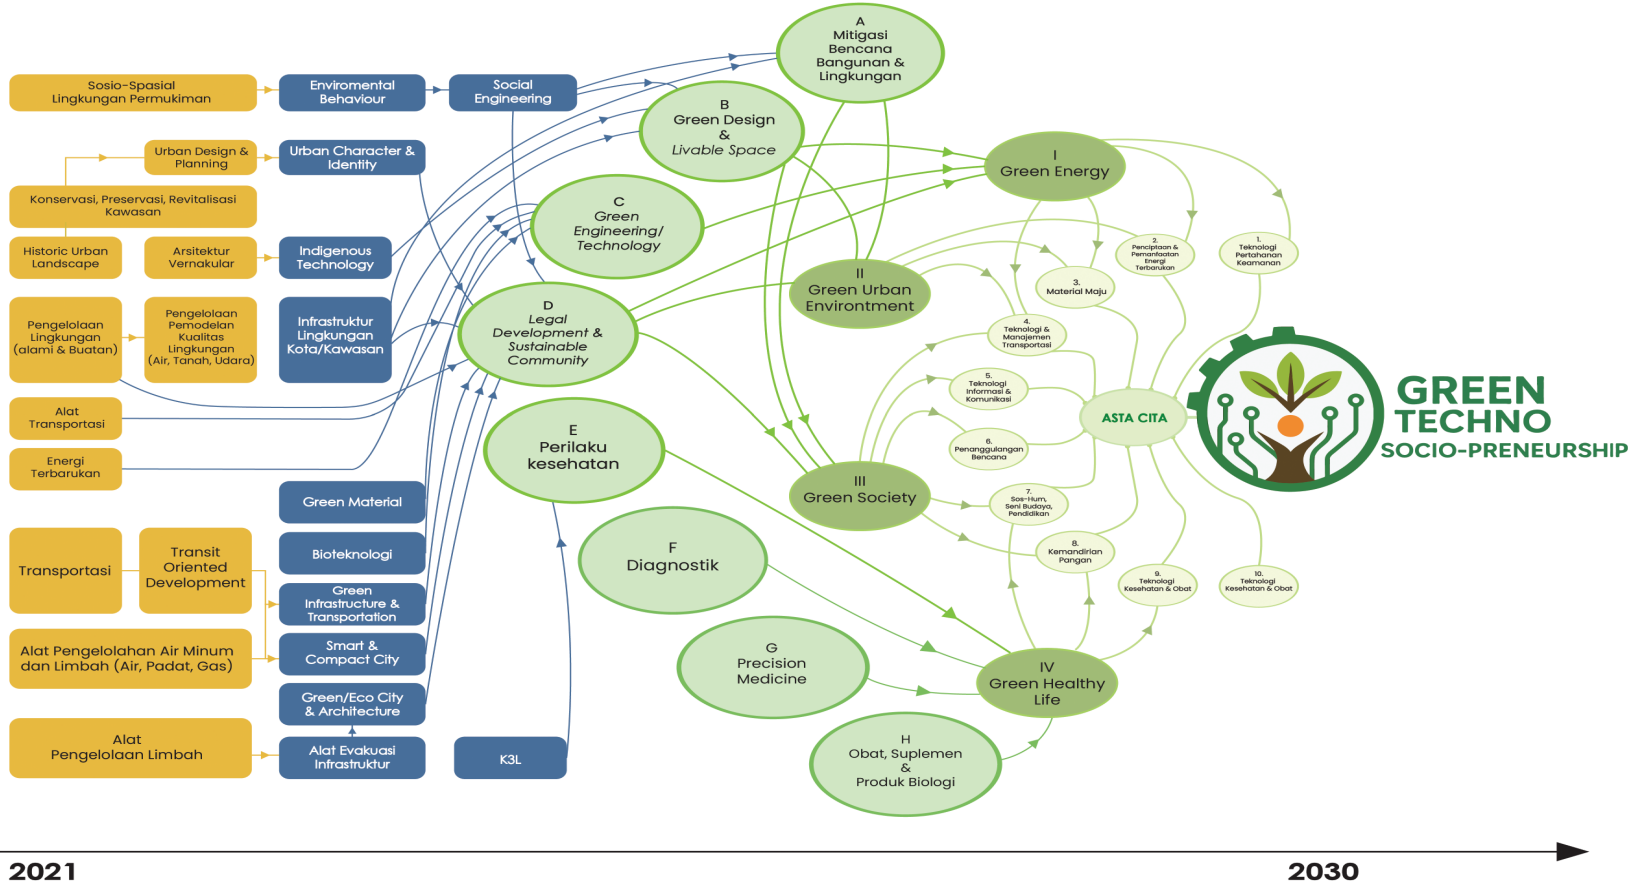 Sosio-Spasial
Lingkungan Permukiman
Enviromental
Behaviour
Social
Engineering
Urban Design &
Planning
Urban Character &
Identity
Konservasi, Preservasi, Revitalisasi
Kawasan
Historic Urban
Landscape
Arsitektur
Vernakular
Indigenous
Technology
Pengelolaan
Lingkungan
(alami & Buatan)
Pengelolaan
Pemodelan
Kualitas
Lingkungan
(Air, Tanah, Udara)
Infrastruktur
Lingkungan
Kota/Kawasan
Alat
Transportasi
Energi
Terbarukan
Green Material
Bioteknologi
Transportasi
Transit
Oriented
Development
Green
Infrastructure &
Transportation
Alat Pengelolahan Air Minum
dan Limbah (Air, Padat, Gas)
Smart &
Compact City
Green/Eco City
& Architecture
Alat
Pengelolaan Limbah
Alat Evakuasi
Infrastruktur
K3L
A
Mitigasi
Bencana
Bangunan &
Lingkungan
B
Green Design
&
Livable Space
C
Green
Engineering/
Technology
D
Legal
Development &
Sustainable
Community
E
Perilaku
kesehatan
F
Diagnostik
G
Precision
Medicine
H
Obat, Suplemen
&
Produk Biologi
I
Green Energy
II
Green Urban
Environtment
III
Green Society
IV
Green Healthy
Life
1.
Teknologi
Pertahanan
Keamanan
2.
Penciptaan &
Pemanfaatan
Energi
Terbarukan
3.
Material Maju
4.
Teknologi &
Manajemen
Transportasi
5.
Teknologi
Informasi &
Komunikasi
6.
Penanggulangan
Bencana
7.
Sos-Hum,
Seni Budaya,
Pendidikan
8.
Kemandirian
Pangan
9.
Teknologi
Kesehatan & Obat
10.
Teknologi
Kesehatan & Obat
ASTA CITA
GREEN
TECHNO
SOCIO-PRENEURSHIP
2021
2030